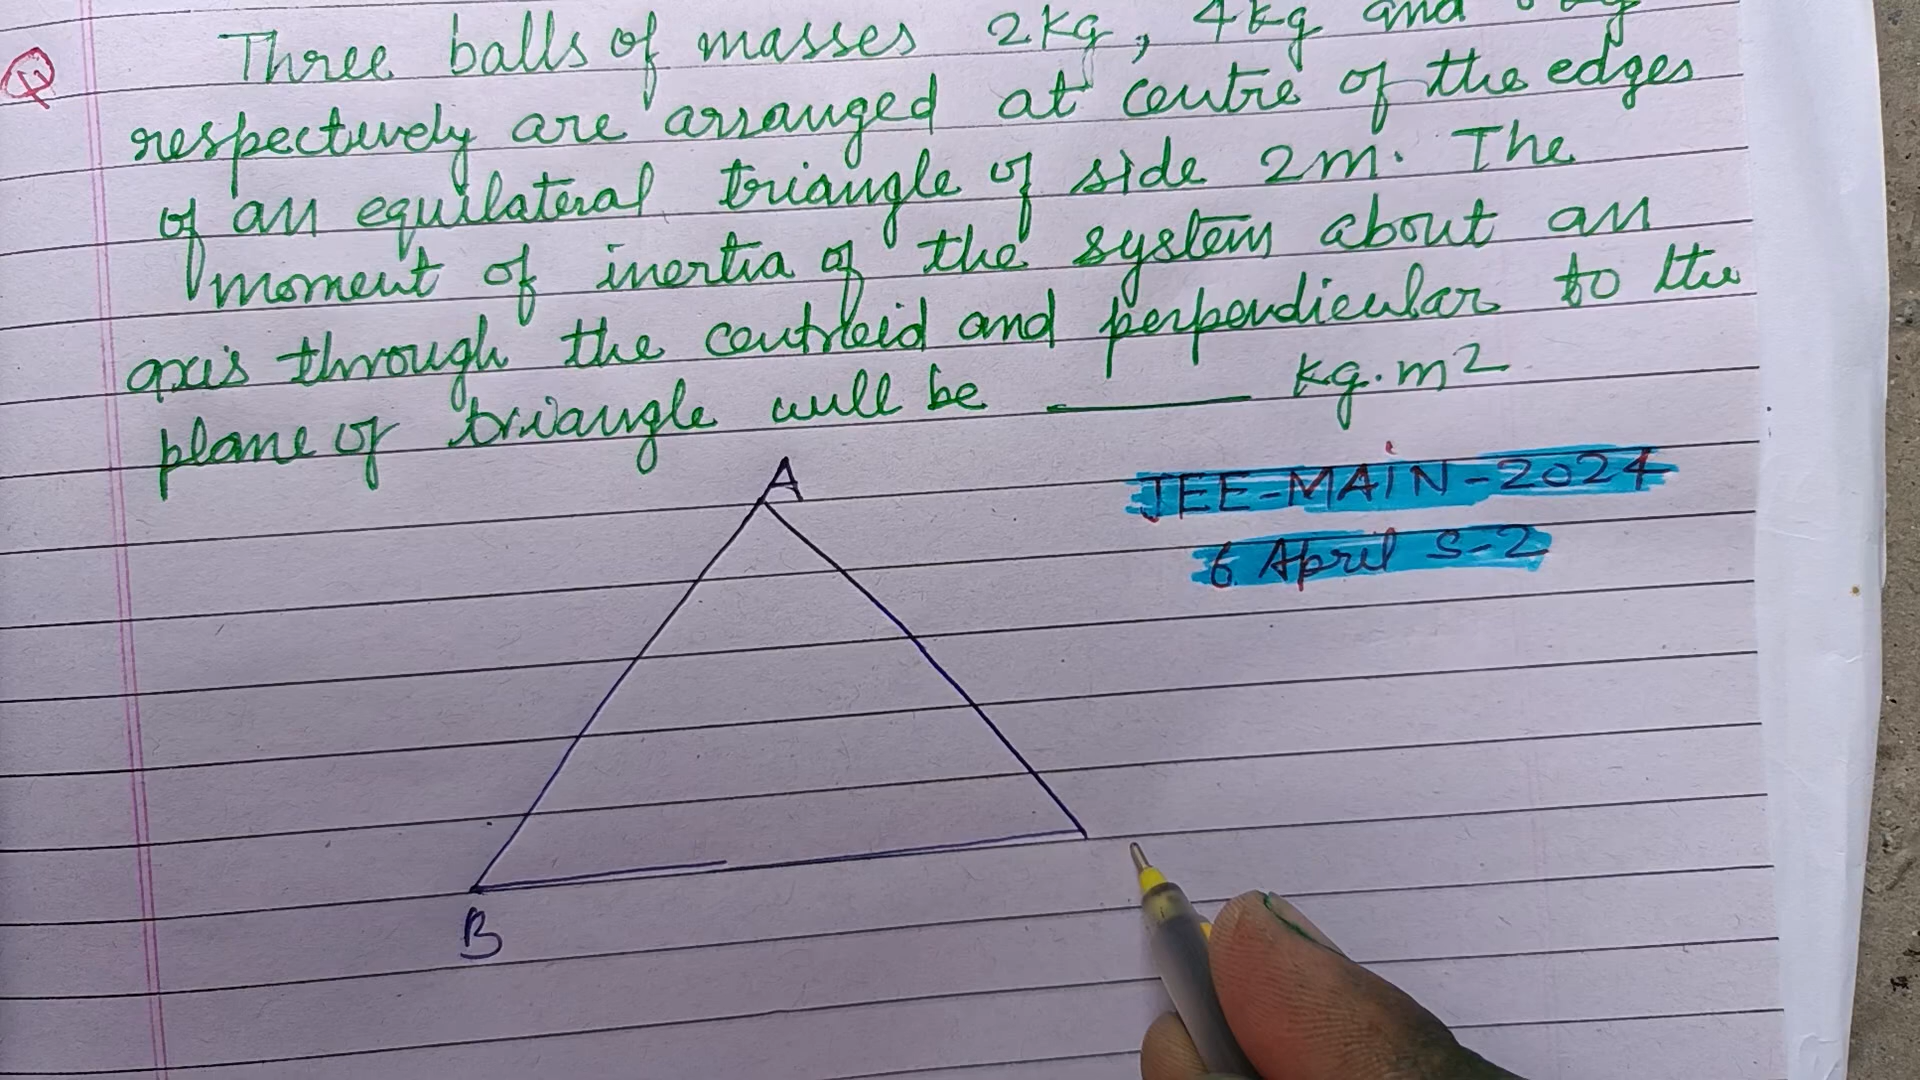 Q Three balls of masses 2kg, 4kg and
respectively are arranged at centre of the edges
of an equilateral triangle of side 2m. The
moment of inertia of the system about an
axis through the centroid and perpendicular to the
plane of triangle will be ______ kg.m2
A
JEE-MAIN-2024
6 April S-2
B